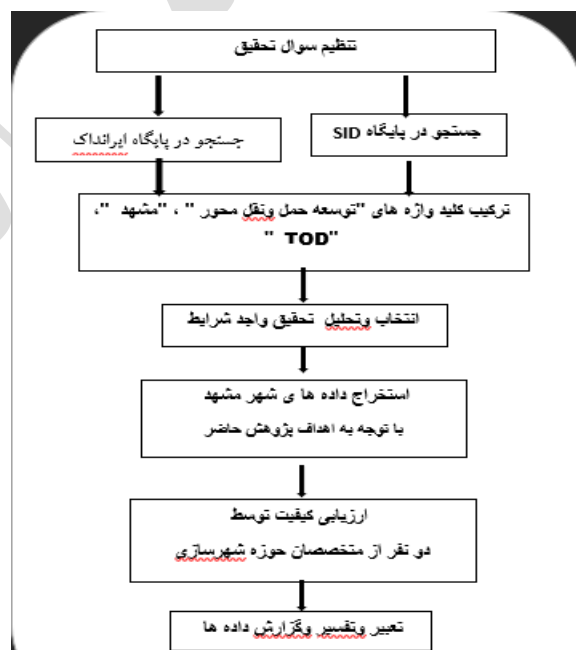 تنظیم سوال تحقیق
جستجو در پایگاه SID
جستجو در پایگاه ایرانداک
ترکیب کلید واژه های "توسعه حمل ونقل محور " ، "مشهد "،
" TOD"
انتخاب وتحلیل تحقیق واجد شرایط
استخراج داده ها ی شهر مشهد
با توجه به اهداف پژوهش حاضر
ارزیابی کیفیت توسط
دو نفر از متخصصان حوزه شهرسازی
تعبیر وتفسیر وگزارش داده ها